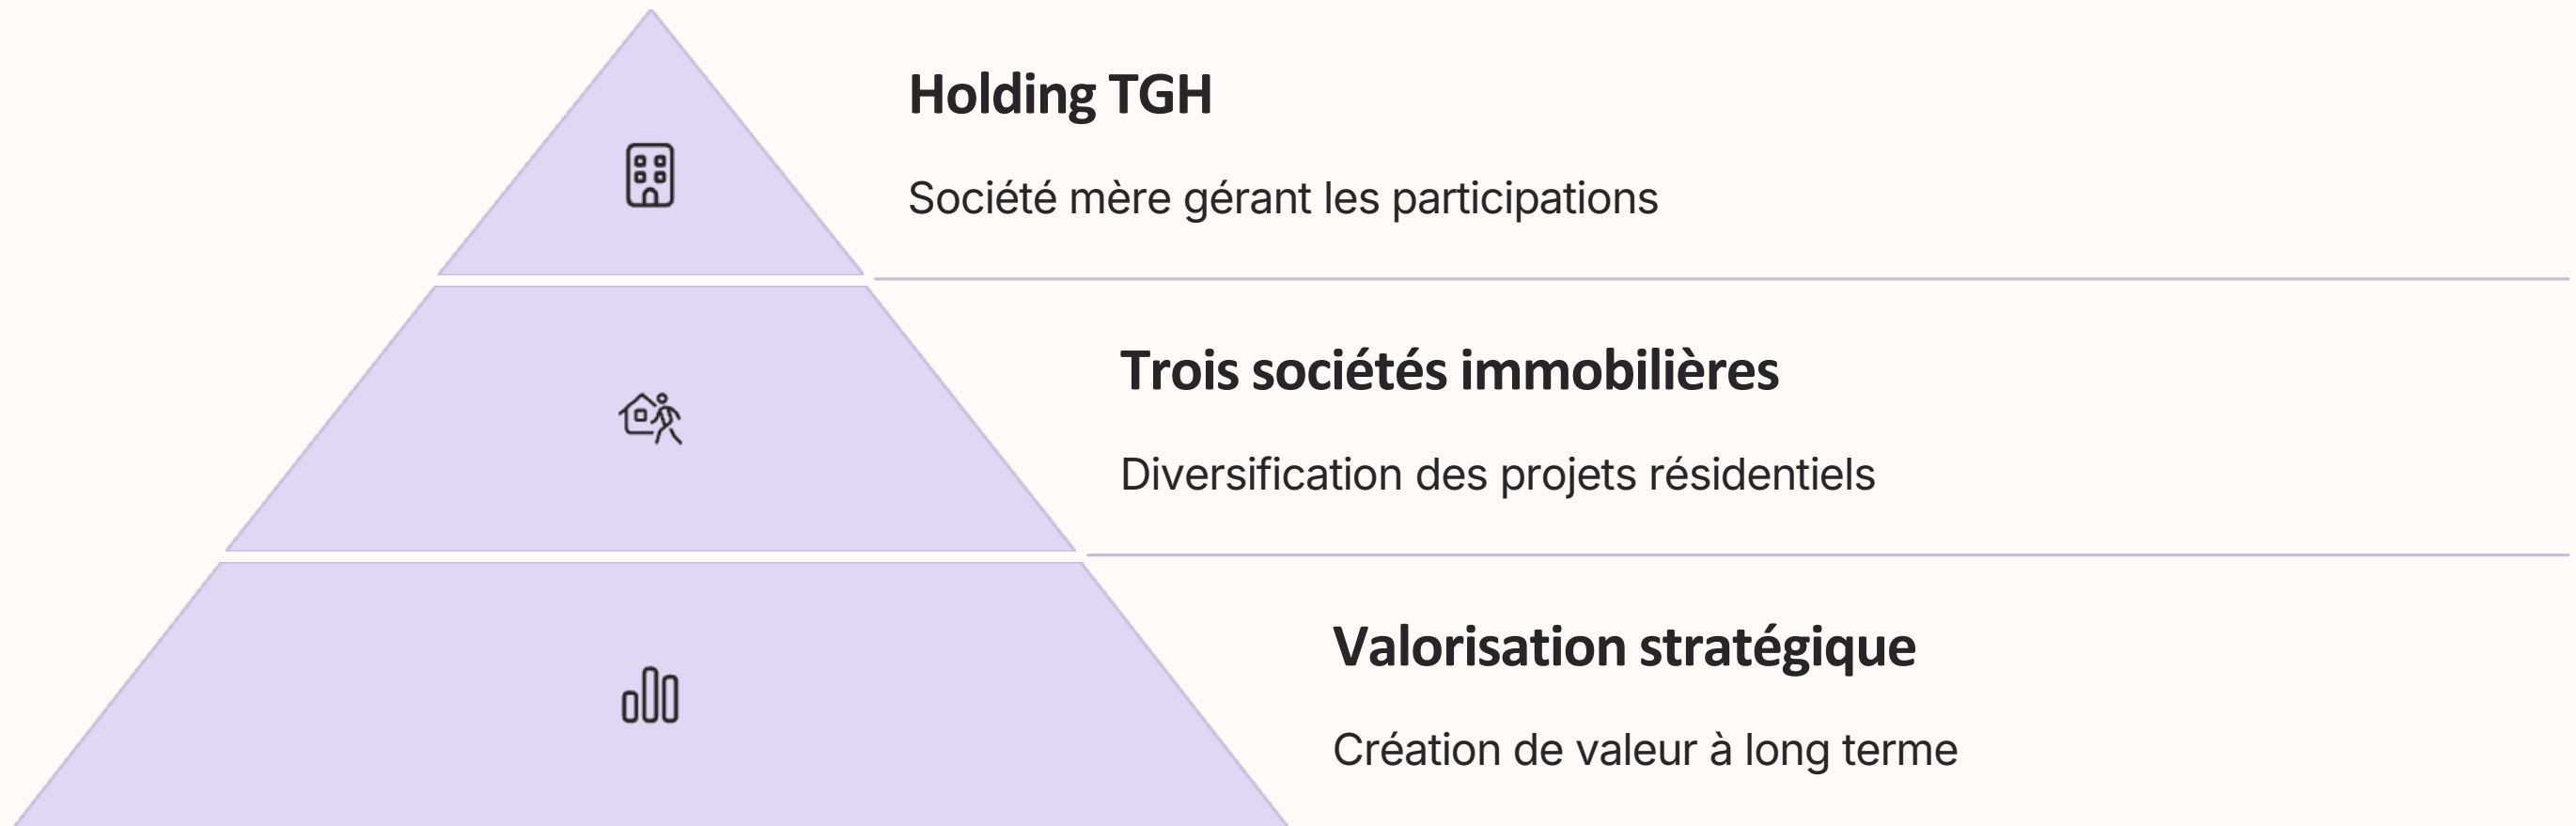 Holding TGH
Société mère gérant les participations
Trois sociétés immobilières
Diversification des projets résidentiels
Valorisation stratégique
Création de valeur à long terme